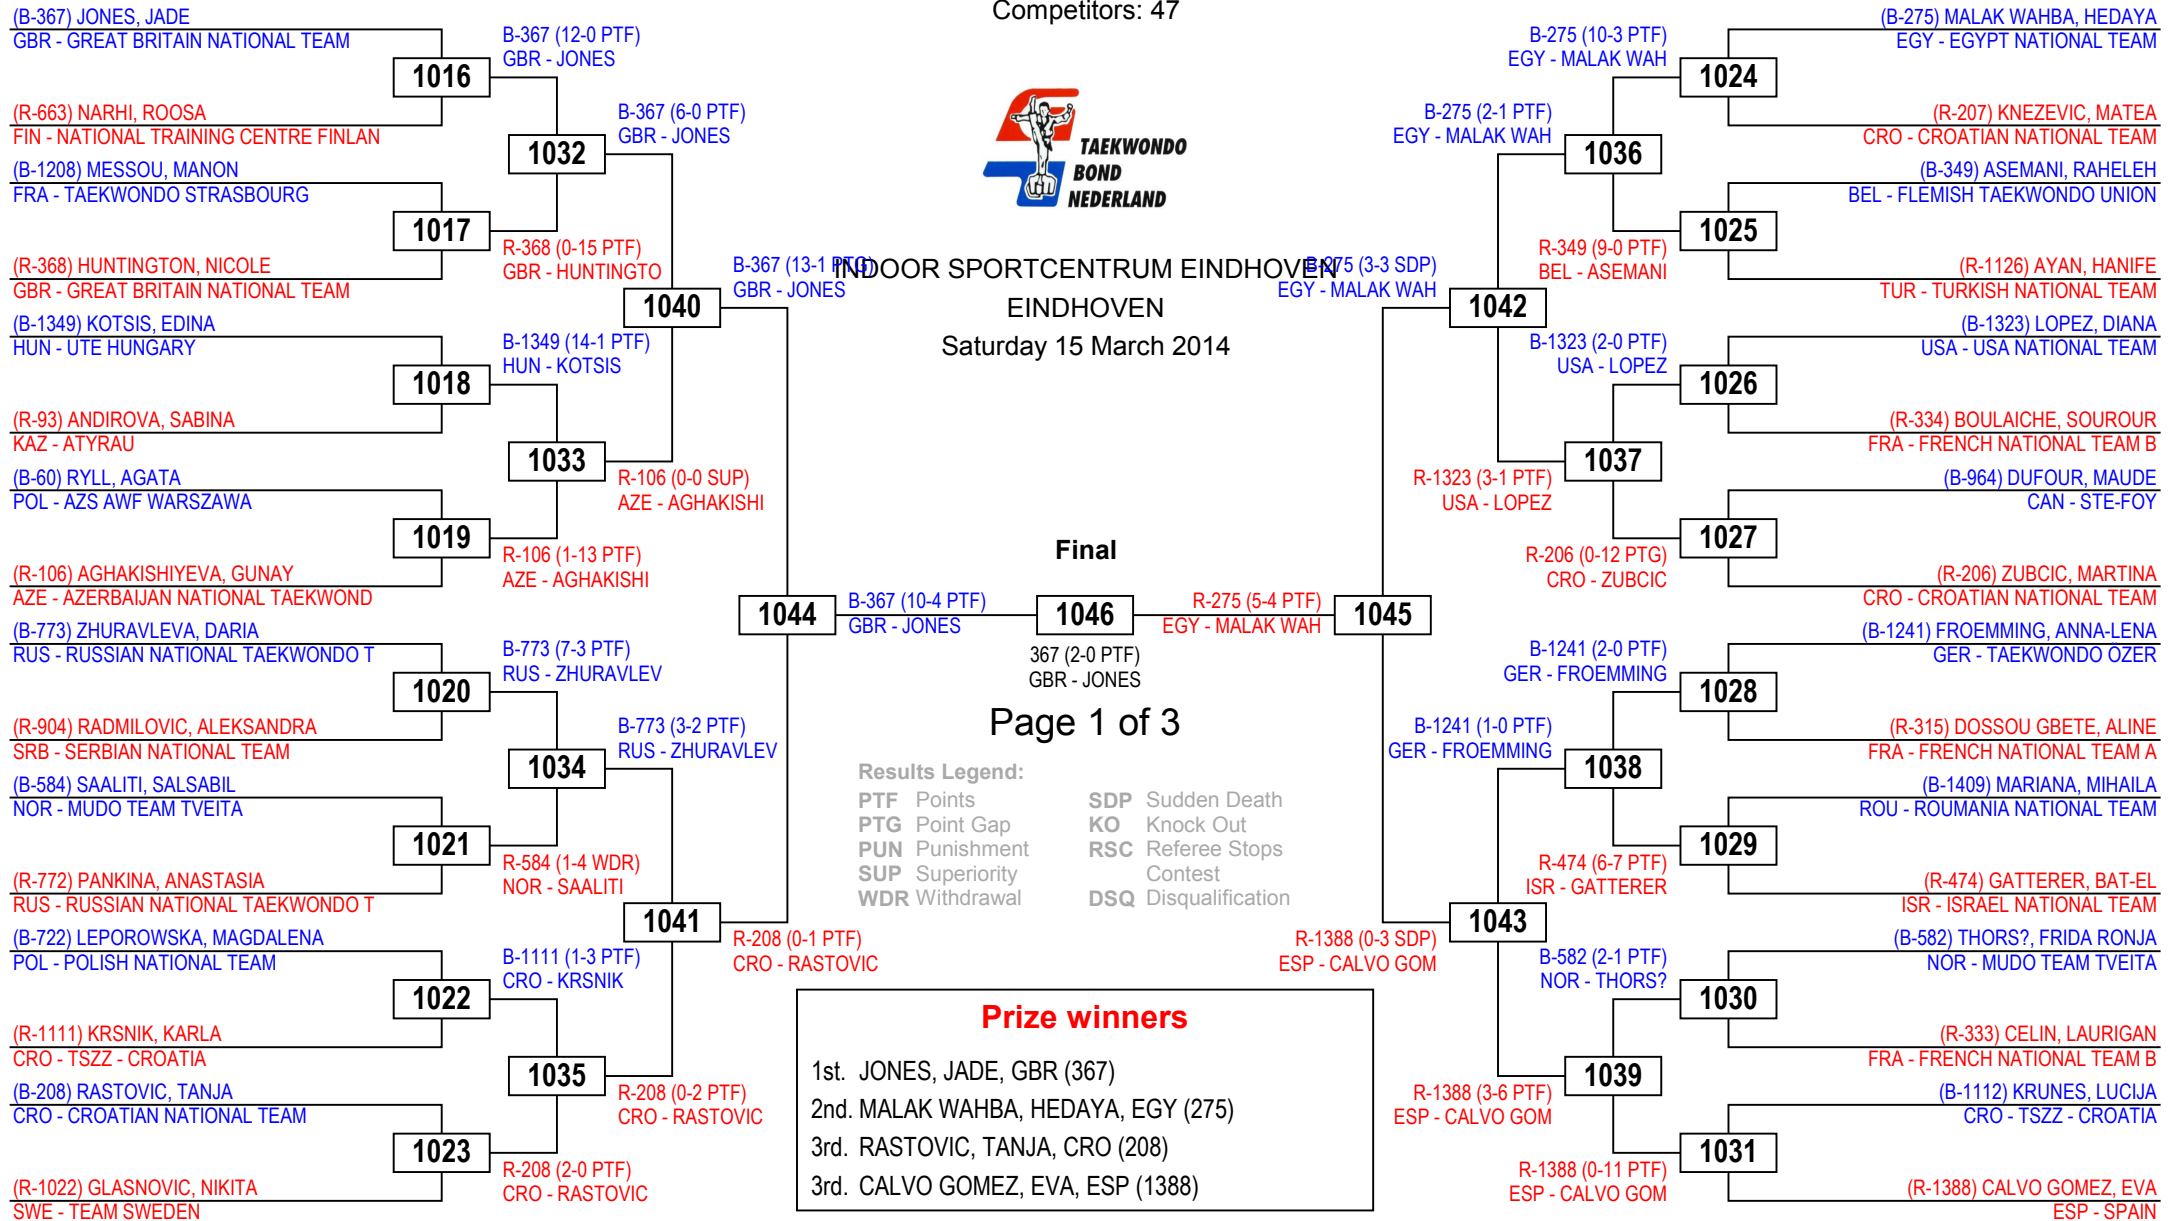 Competitors: 47
TAEKWONDO
BOND
NEDERLAND
INDOOR SPORTCENTRUM EINDHOVEN
EINDHOVEN
Saturday 15 March 2014
(B-367) JONES, JADE
GBR - GREAT BRITAIN NATIONAL TEAM
1016
(R-663) NARHI, ROOSA
FIN - NATIONAL TRAINING CENTRE FINLAN
(B-1208) MESSOU, MANON
FRA - TAEKWONDO STRASBOURG
1017
(R-368) HUNTINGTON, NICOLE
GBR - GREAT BRITAIN NATIONAL TEAM
(B-1349) KOTSIS, EDINA
HUN - UTE HUNGARY
1018
(R-93) ANDIROVA, SABINA
KAZ - ATYRAU
(B-60) RYLL, AGATA
POL - AZS AWF WARSZAWA
1019
(R-106) AGHAKISHIYEVA, GUNAY
AZE - AZERBAIJAN NATIONAL TAEKWOND
(B-773) ZHURAVLEVA, DARIA
RUS - RUSSIAN NATIONAL TAEKWONDO T
1020
(R-904) RADMILOVIC, ALEKSANDRA
SRB - SERBIAN NATIONAL TEAM
(B-584) SAALITI, SALSABIL
NOR - MUDO TEAM TVEITA
1021
(R-772) PANKINA, ANASTASIA
RUS - RUSSIAN NATIONAL TAEKWONDO T
(B-722) LEPOROWSKA, MAGDALENA
POL - POLISH NATIONAL TEAM
1022
(R-1111) KRSNIK, KARLA
CRO - TSZZ - CROATIA
(B-208) RASTOVIC, TANJA
CRO - CROATIAN NATIONAL TEAM
1023
(R-1022) GLASNOVIC, NIKITA
SWE - TEAM SWEDEN
B-367 (12-0 PTF)
GBR - JONES
1032
R-368 (0-15 PTF)
GBR - HUNTINGTO
B-1349 (14-1 PTF)
HUN - KOTSIS
1033
R-106 (1-13 PTF)
AZE - AGHAKISHI
B-773 (7-3 PTF)
RUS - ZHURAVLEV
1034
R-584 (1-4 WDR)
NOR - SAALITI
B-1111 (1-3 PTF)
CRO - KRSNIK
1035
R-208 (2-0 PTF)
CRO - RASTOVIC
B-367 (6-0 PTF)
GBR - JONES
1040
R-106 (0-0 SUP)
AZE - AGHAKISHI
B-773 (3-2 PTF)
RUS - ZHURAVLEV
1041
R-208 (0-2 PTF)
CRO - RASTOVIC
B-367 (13-1 PTG)
GBR - JONES
1044
R-208 (0-1 PTF)
CRO - RASTOVIC
Final
B-367 (10-4 PTF)
GBR - JONES
1046
R-275 (5-4 PTF)
EGY - MALAK WAH
367 (2-0 PTF)
GBR - JONES
Page 1 of 3
Results Legend:
PTF Points
PTG Point Gap
PUN Punishment
SUP Superiority
WDR Withdrawal
SDP Sudden Death
KO Knock Out
RSC Referee Stops
Contest
DSQ Disqualification
Prize winners
1st. JONES, JADE, GBR (367)
2nd. MALAK WAHBA, HEDAYA, EGY (275)
3rd. RASTOVIC, TANJA, CRO (208)
3rd. CALVO GOMEZ, EVA, ESP (1388)
B-275 (3-3 SDP)
EGY - MALAK WAH
1045
R-1388 (0-3 SDP)
ESP - CALVO GOM
B-275 (2-1 PTF)
EGY - MALAK WAH
1042
R-1323 (3-1 PTF)
USA - LOPEZ
B-1241 (1-0 PTF)
GER - FROEMMING
1043
R-1388 (3-6 PTF)
ESP - CALVO GOM
B-275 (10-3 PTF)
EGY - MALAK WAH
1036
R-349 (9-0 PTF)
BEL - ASEMANI
B-1323 (2-0 PTF)
USA - LOPEZ
1037
R-206 (0-12 PTG)
CRO - ZUBCIC
B-1241 (2-0 PTF)
GER - FROEMMING
1038
R-474 (6-7 PTF)
ISR - GATTERER
B-582 (2-1 PTF)
NOR - THORS?
1039
R-1388 (0-11 PTF)
ESP - CALVO GOM
(B-275) MALAK WAHBA, HEDAYA
EGY - EGYPT NATIONAL TEAM
1024
(R-207) KNEZEVIC, MATEA
CRO - CROATIAN NATIONAL TEAM
(B-349) ASEMANI, RAHELEH
BEL - FLEMISH TAEKWONDO UNION
1025
(R-1126) AYAN, HANIFE
TUR - TURKISH NATIONAL TEAM
(B-1323) LOPEZ, DIANA
USA - USA NATIONAL TEAM
1026
(R-334) BOULAICHE, SOUROUR
FRA - FRENCH NATIONAL TEAM B
(B-964) DUFOUR, MAUDE
CAN - STE-FOY
1027
(R-206) ZUBCIC, MARTINA
CRO - CROATIAN NATIONAL TEAM
(B-1241) FROEMMING, ANNA-LENA
GER - TAEKWONDO OZER
1028
(R-315) DOSSOU GBETE, ALINE
FRA - FRENCH NATIONAL TEAM A
(B-1409) MARIANA, MIHAILA
ROU - ROUMANIA NATIONAL TEAM
1029
(R-474) GATTERER, BAT-EL
ISR - ISRAEL NATIONAL TEAM
(B-582) THORS?, FRIDA RONJA
NOR - MUDO TEAM TVEITA
1030
(R-333) CELIN, LAURIGAN
FRA - FRENCH NATIONAL TEAM B
(B-1112) KRUNES, LUCIJA
CRO - TSZZ - CROATIA
1031
(R-1388) CALVO GOMEZ, EVA
ESP - SPAIN